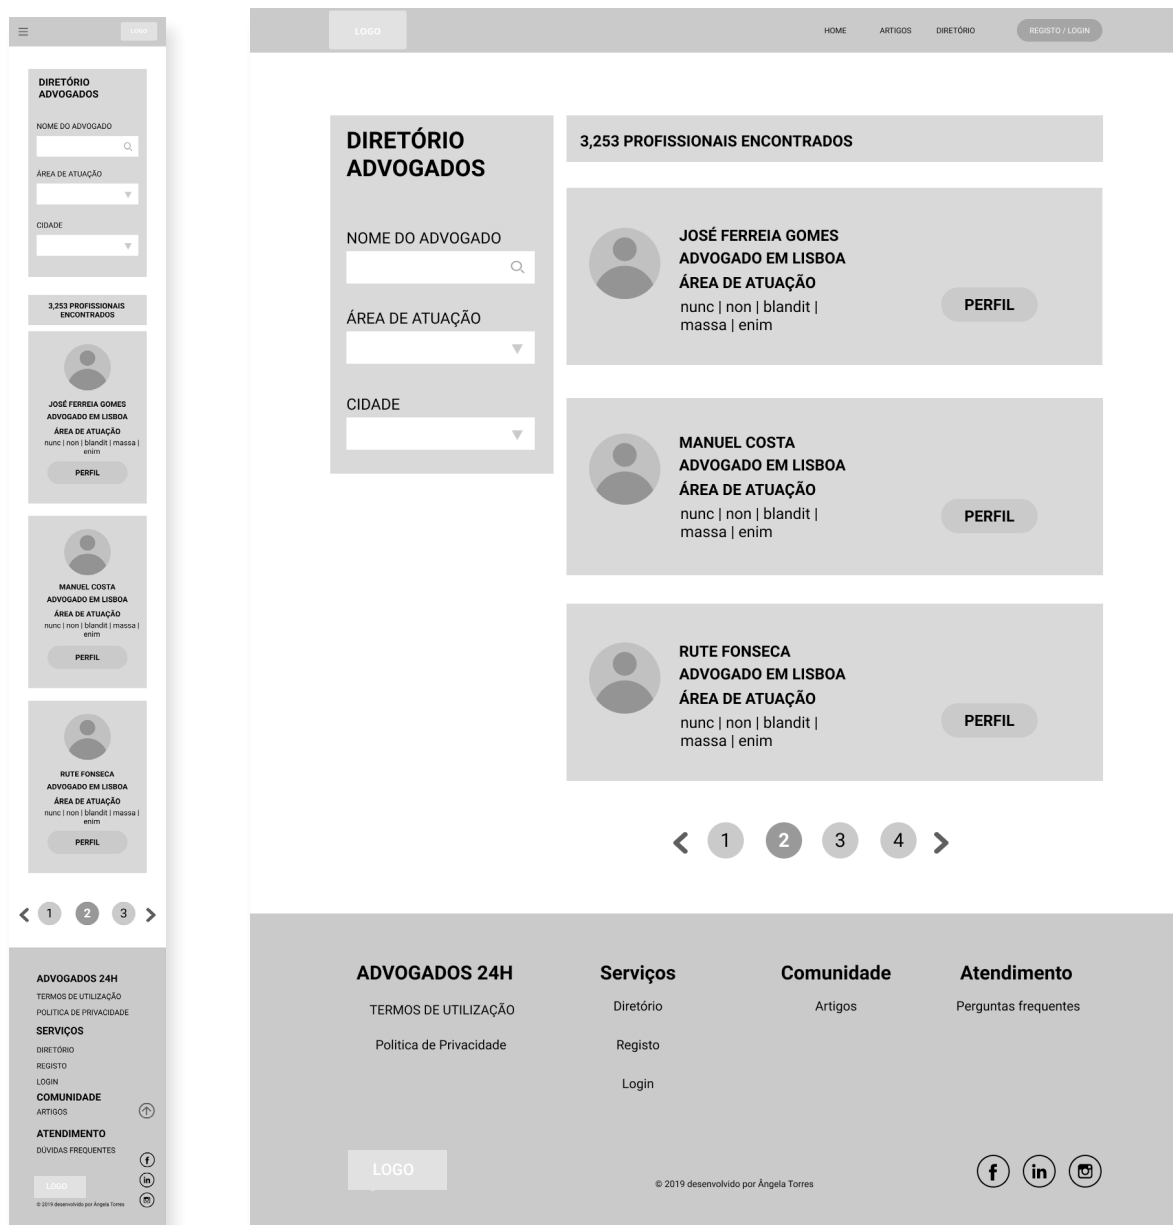 LOGO
DIRETÓRIO
ADVOGADOS
NOME DO ADVOGADO
ÁREA DE ATUAÇÃO
CIDADE
3,253 PROFISSIONAIS
ENCONTRADOS
JOSÉ FERREIA GOMES
ADVOGADO EM LISBOA
ÁREA DE ATUAÇÃO
nunc | non | blandit | massa |
enim
PERFIL
MANUEL COSTA
ADVOGADO EM LISBOA
ÁREA DE ATUAÇÃO
nunc | non | blandit | massa |
enim
PERFIL
RUTE FONSECA
ADVOGADO EM LISBOA
ÁREA DE ATUAÇÃO
nunc | non | blandit | massa |
enim
PERFIL
1 2 3
ADVOGADOS 24H
TERMOS DE UTILIZAÇÃO
POLITICA DE PRIVACIDADE
SERVIÇOS
DIRETÓRIO
REGISTO
LOGIN
COMUNIDADE
ARTIGOS
ATENDIMENTO
DÚVIDAS FREQUENTES
LOGO
© 2019 desenvolvido por Ângela Torres
LOGO HOME ARTIGOS DIRETÓRIO REGISTO / LOGIN
DIRETÓRIO
ADVOGADOS
NOME DO ADVOGADO
ÁREA DE ATUAÇÃO
CIDADE
3,253 PROFISSIONAIS ENCONTRADOS
JOSÉ FERREIA GOMES
ADVOGADO EM LISBOA
ÁREA DE ATUAÇÃO
nunc | non | blandit |
massa | enim
PERFIL
MANUEL COSTA
ADVOGADO EM LISBOA
ÁREA DE ATUAÇÃO
nunc | non | blandit |
massa | enim
PERFIL
RUTE FONSECA
ADVOGADO EM LISBOA
ÁREA DE ATUAÇÃO
nunc | non | blandit |
massa | enim
PERFIL
1 2 3 4
ADVOGADOS 24H
TERMOS DE UTILIZAÇÃO
Politica de Privacidade
Serviços
Diretório
Registo
Login
Comunidade
Artigos
Atendimento
Perguntas frequentes
LOGO
© 2019 desenvolvido por Ângela Torres
f in